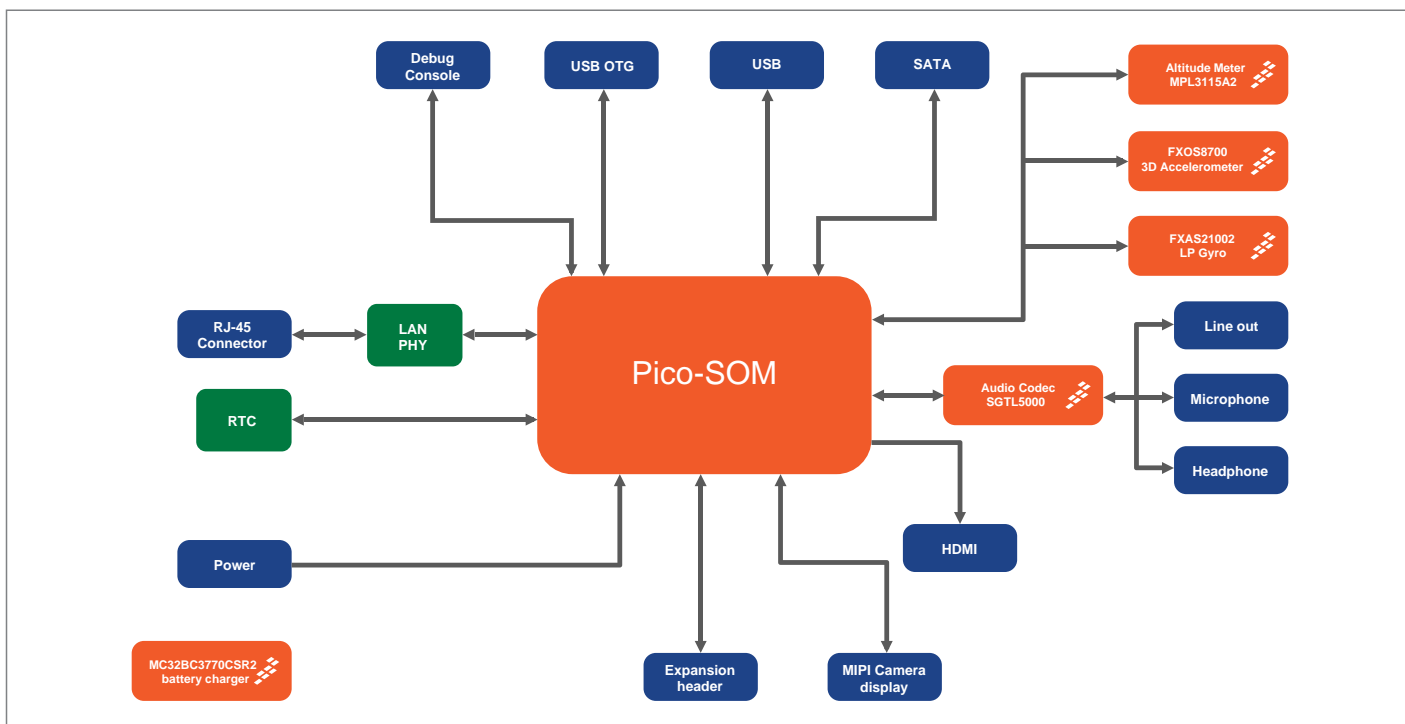 Debug
Console
USB OTG
USB
SATA
Altitude Meter
MPL3115A2
FXOS8700
3D Accelerometer
FXAS21002
LP Gyro
RJ-45
Connector
LAN
PHY
Pico-SOM
Line out
RTC
Audio Codec
SGTL5000
Microphone
Headphone
Power
HDMI
MC32BC3770CSR2
battery charger
Expansion
header
MIPI Camera
display